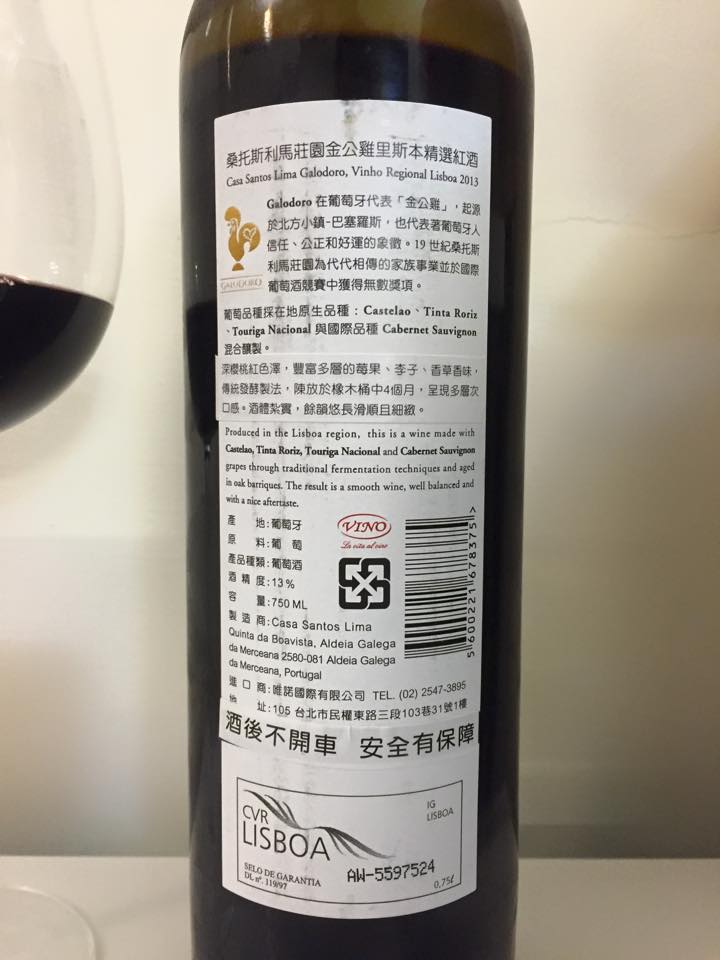 桑托斯利馬莊園金公雞里斯本精選紅酒
Casa Santos Lima Galodoro, Vinho Regional Lisboa 2013
Galodoro 在葡萄牙代表「金公雞」，起源
於北方小鎮-巴塞羅斯，也代表著葡萄牙人
信任、公正和好運的象徵。19 世紀桑托斯
利馬莊園為代代相傳的家族事業並於國際
葡萄酒競賽中獲得無數獎項。
GALODORO
葡萄品種採在地原生品種：Castelao、Tinta Roriz
、Touriga Nacional 與國際品種 Cabernet Sauvignon
混合釀製。
深櫻桃紅色澤，豐富多層的莓果、李子、香草香味，
傳統發酵製法，陳放於橡木桶中4個月，呈現多層次
口感。酒體紮實，餘韻悠長滑順且細緻。
Produced in the Lisboa region, this is a wine made with
Castelao, Tinta Roriz, Touriga Nacional and Cabernet Sauvignon
grapes through traditional fermentation techniques and aged
in oak barriques. The result is a smooth wine, well balanced and
with a nice aftertaste.
產 地:葡萄牙
原 料:葡 萄
產品種類:葡萄酒
酒 精 度:13%
容 量:750 ML
製 造 商:Casa Santos Lima
Quinta da Boavista, Aldeia Galega
da Merceana 2580-081 Aldeia Galega
da Merceana, Portugal
進 口 商:唯諾國際有限公司 TEL. (02) 2547-3895
地 址:105 台北市民權東路三段103巷31號1樓
VINO
La vita al vino
5600221678375>
酒後不開車 安全有保障
CVR
LISBOA
IG
LISBOA
SELO DE GARANTIA
DL nº. 119/97
AW-5597524
0,75ℓ